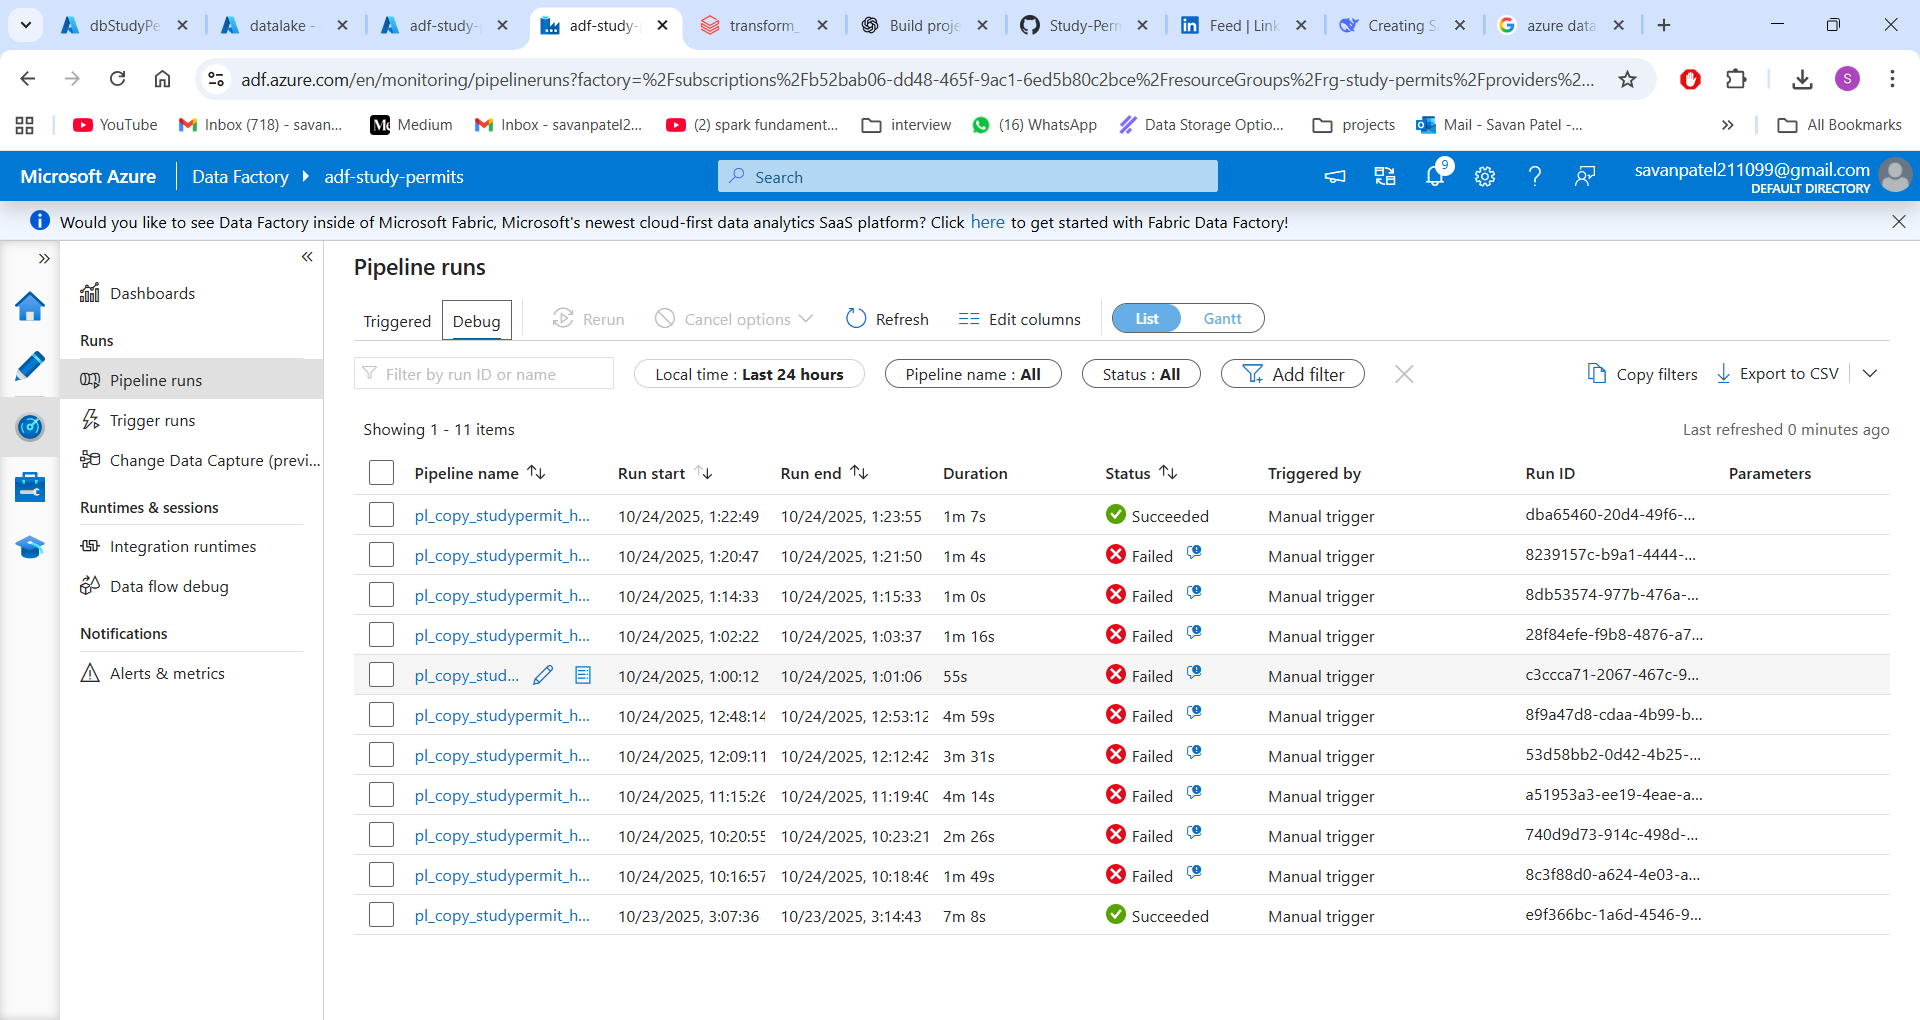 dbStudyPe
datalake -
adf-study-
adf-study-
transform_
Build proje
Study-Perm
Feed | Link
Creating S
azure data
adf.azure.com/en/monitoring/pipelineruns?factory=%2Fsubscriptions%2Fb52bab06-dd48-465f-9ac1-6ed5b80c2bce%2FresourceGroups%2Frg-study-permits%2Fproviders%2...
S
YouTube
Inbox (718) - savan...
Medium
Inbox - savanpatel2...
(2) spark fundament...
interview
(16) WhatsApp
Data Storage Optio...
projects
Mail - Savan Patel -...
All Bookmarks
Microsoft Azure
Data Factory
adf-study-permits
Search
9
savanpatel211099@gmail.com
DEFAULT DIRECTORY
Would you like to see Data Factory inside of Microsoft Fabric, Microsoft's newest cloud-first data analytics SaaS platform? Click here to get started with Fabric Data Factory!
Dashboards
Runs
Pipeline runs
Trigger runs
Change Data Capture (previ...
Runtimes & sessions
Integration runtimes
Data flow debug
Notifications
Alerts & metrics
Pipeline runs
Triggered Debug Rerun Cancel options Refresh Edit columns List Gantt
Filter by run ID or name Local time : Last 24 hours Pipeline name : All Status : All Add filter Copy filters Export to CSV
Showing 1 - 11 items Last refreshed 0 minutes ago
Pipeline name Run start Run end Duration Status Triggered by Run ID Parameters
pl_copy_studypermit_h... 10/24/2025, 1:22:49 10/24/2025, 1:23:55 1m 7s Succeeded Manual trigger dba65460-20d4-49f6-...
pl_copy_studypermit_h... 10/24/2025, 1:20:47 10/24/2025, 1:21:50 1m 4s Failed Manual trigger 8239157c-b9a1-4444-...
pl_copy_studypermit_h... 10/24/2025, 1:14:33 10/24/2025, 1:15:33 1m 0s Failed Manual trigger 8db53574-977b-476a-...
pl_copy_studypermit_h... 10/24/2025, 1:02:22 10/24/2025, 1:03:37 1m 16s Failed Manual trigger 28f84efe-f9b8-4876-a7...
pl_copy_stud... 10/24/2025, 1:00:12 10/24/2025, 1:01:06 55s Failed Manual trigger c3ccca71-2067-467c-9...
pl_copy_studypermit_h... 10/24/2025, 12:48:14 10/24/2025, 12:53:12 4m 59s Failed Manual trigger 8f9a47d8-cdaa-4b99-b...
pl_copy_studypermit_h... 10/24/2025, 12:09:11 10/24/2025, 12:12:42 3m 31s Failed Manual trigger 53d58bb2-0d42-4b25-...
pl_copy_studypermit_h... 10/24/2025, 11:15:26 10/24/2025, 11:19:40 4m 14s Failed Manual trigger a51953a3-ee19-4eae-a...
pl_copy_studypermit_h... 10/24/2025, 10:20:55 10/24/2025, 10:23:21 2m 26s Failed Manual trigger 740d9d73-914c-498d-...
pl_copy_studypermit_h... 10/24/2025, 10:16:57 10/24/2025, 10:18:46 1m 49s Failed Manual trigger 8c3f88d0-a624-4e03-a...
pl_copy_studypermit_h... 10/23/2025, 3:07:36 10/23/2025, 3:14:43 7m 8s Succeeded Manual trigger e9f366bc-1a6d-4546-9...